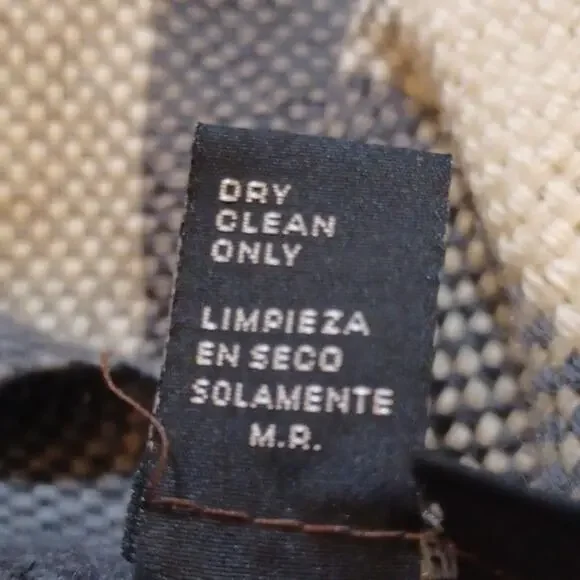 DRY
CLEAN
ONLY
LIMPIEZA
EN SECO
SOLAMENTE
M.R.